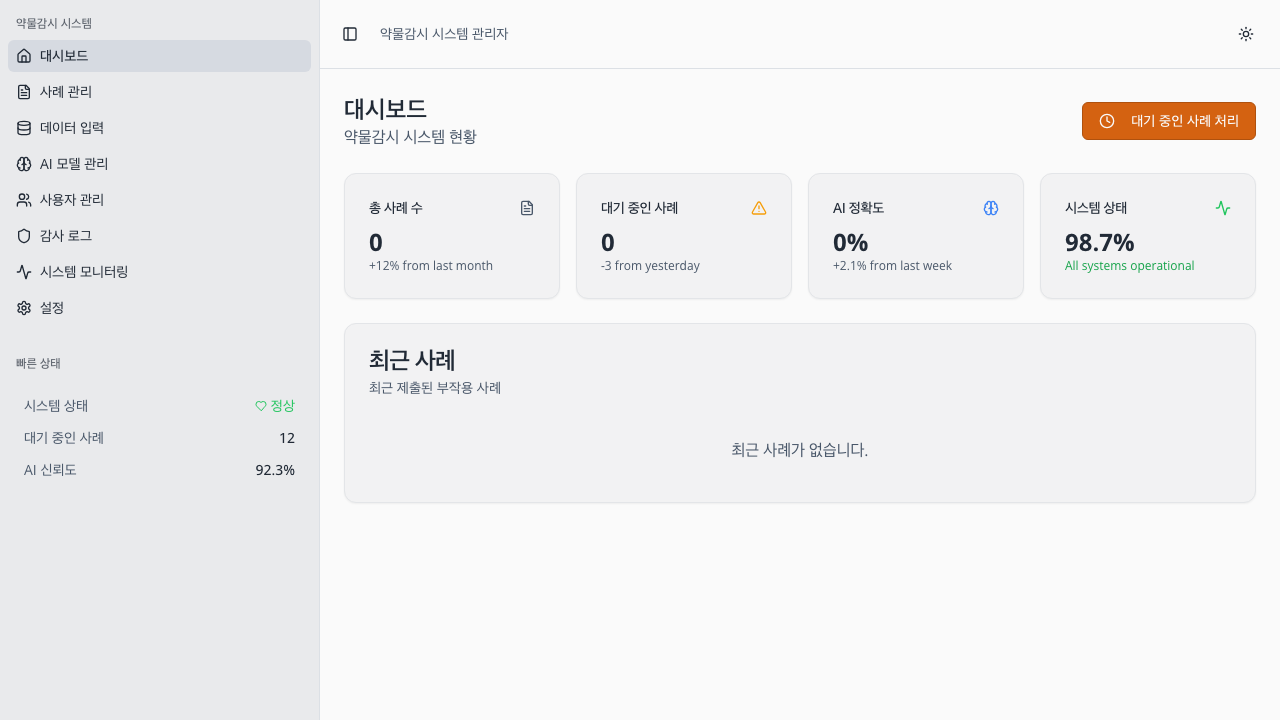 약물감시 시스템
대시보드
사례 관리
데이터 입력
AI 모델 관리
사용자 관리
감사 로그
시스템 모니터링
설정
빠른 상태
시스템 상태 정상
대기 중인 사례 12
AI 신뢰도 92.3%
약물감시 시스템 관리자
대시보드
약물감시 시스템 현황
대기 중인 사례 처리
총 사례 수
0
+12% from last month
대기 중인 사례
0
-3 from yesterday
AI 정확도
0%
+2.1% from last week
시스템 상태
98.7%
All systems operational
최근 사례
최근 제출된 부작용 사례
최근 사례가 없습니다.